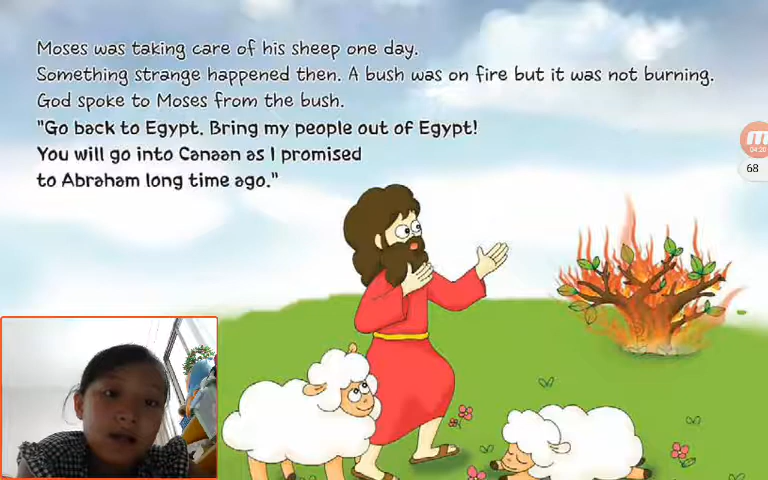 Moses was taking care of his sheep one day.
Something strange happened then. A bush was on fire but it was not burning.
God spoke to Moses from the bush.
"Go back to Egypt. Bring my people out of Egypt!
You will go into Canaan as I promised
to Abraham long time ago."
04:20
68